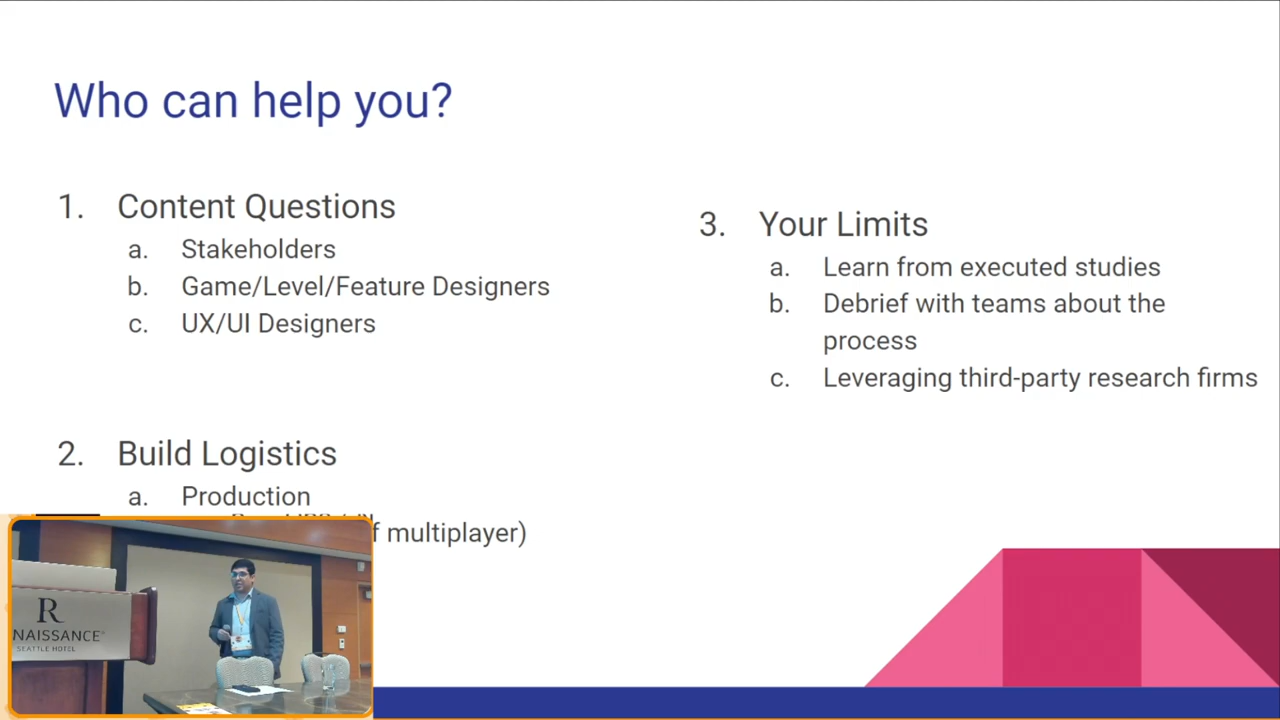 Who can help you?
1. Content Questions
a. Stakeholders
b. Game/Level/Feature Designers
c. UX/UI Designers
2. Build Logistics
a. Production
f multiplayer)
3. Your Limits
a. Learn from executed studies
b. Debrief with teams about the
process
c. Leveraging third-party research firms
R
NAISSANCE
SEATTLE HOTEL